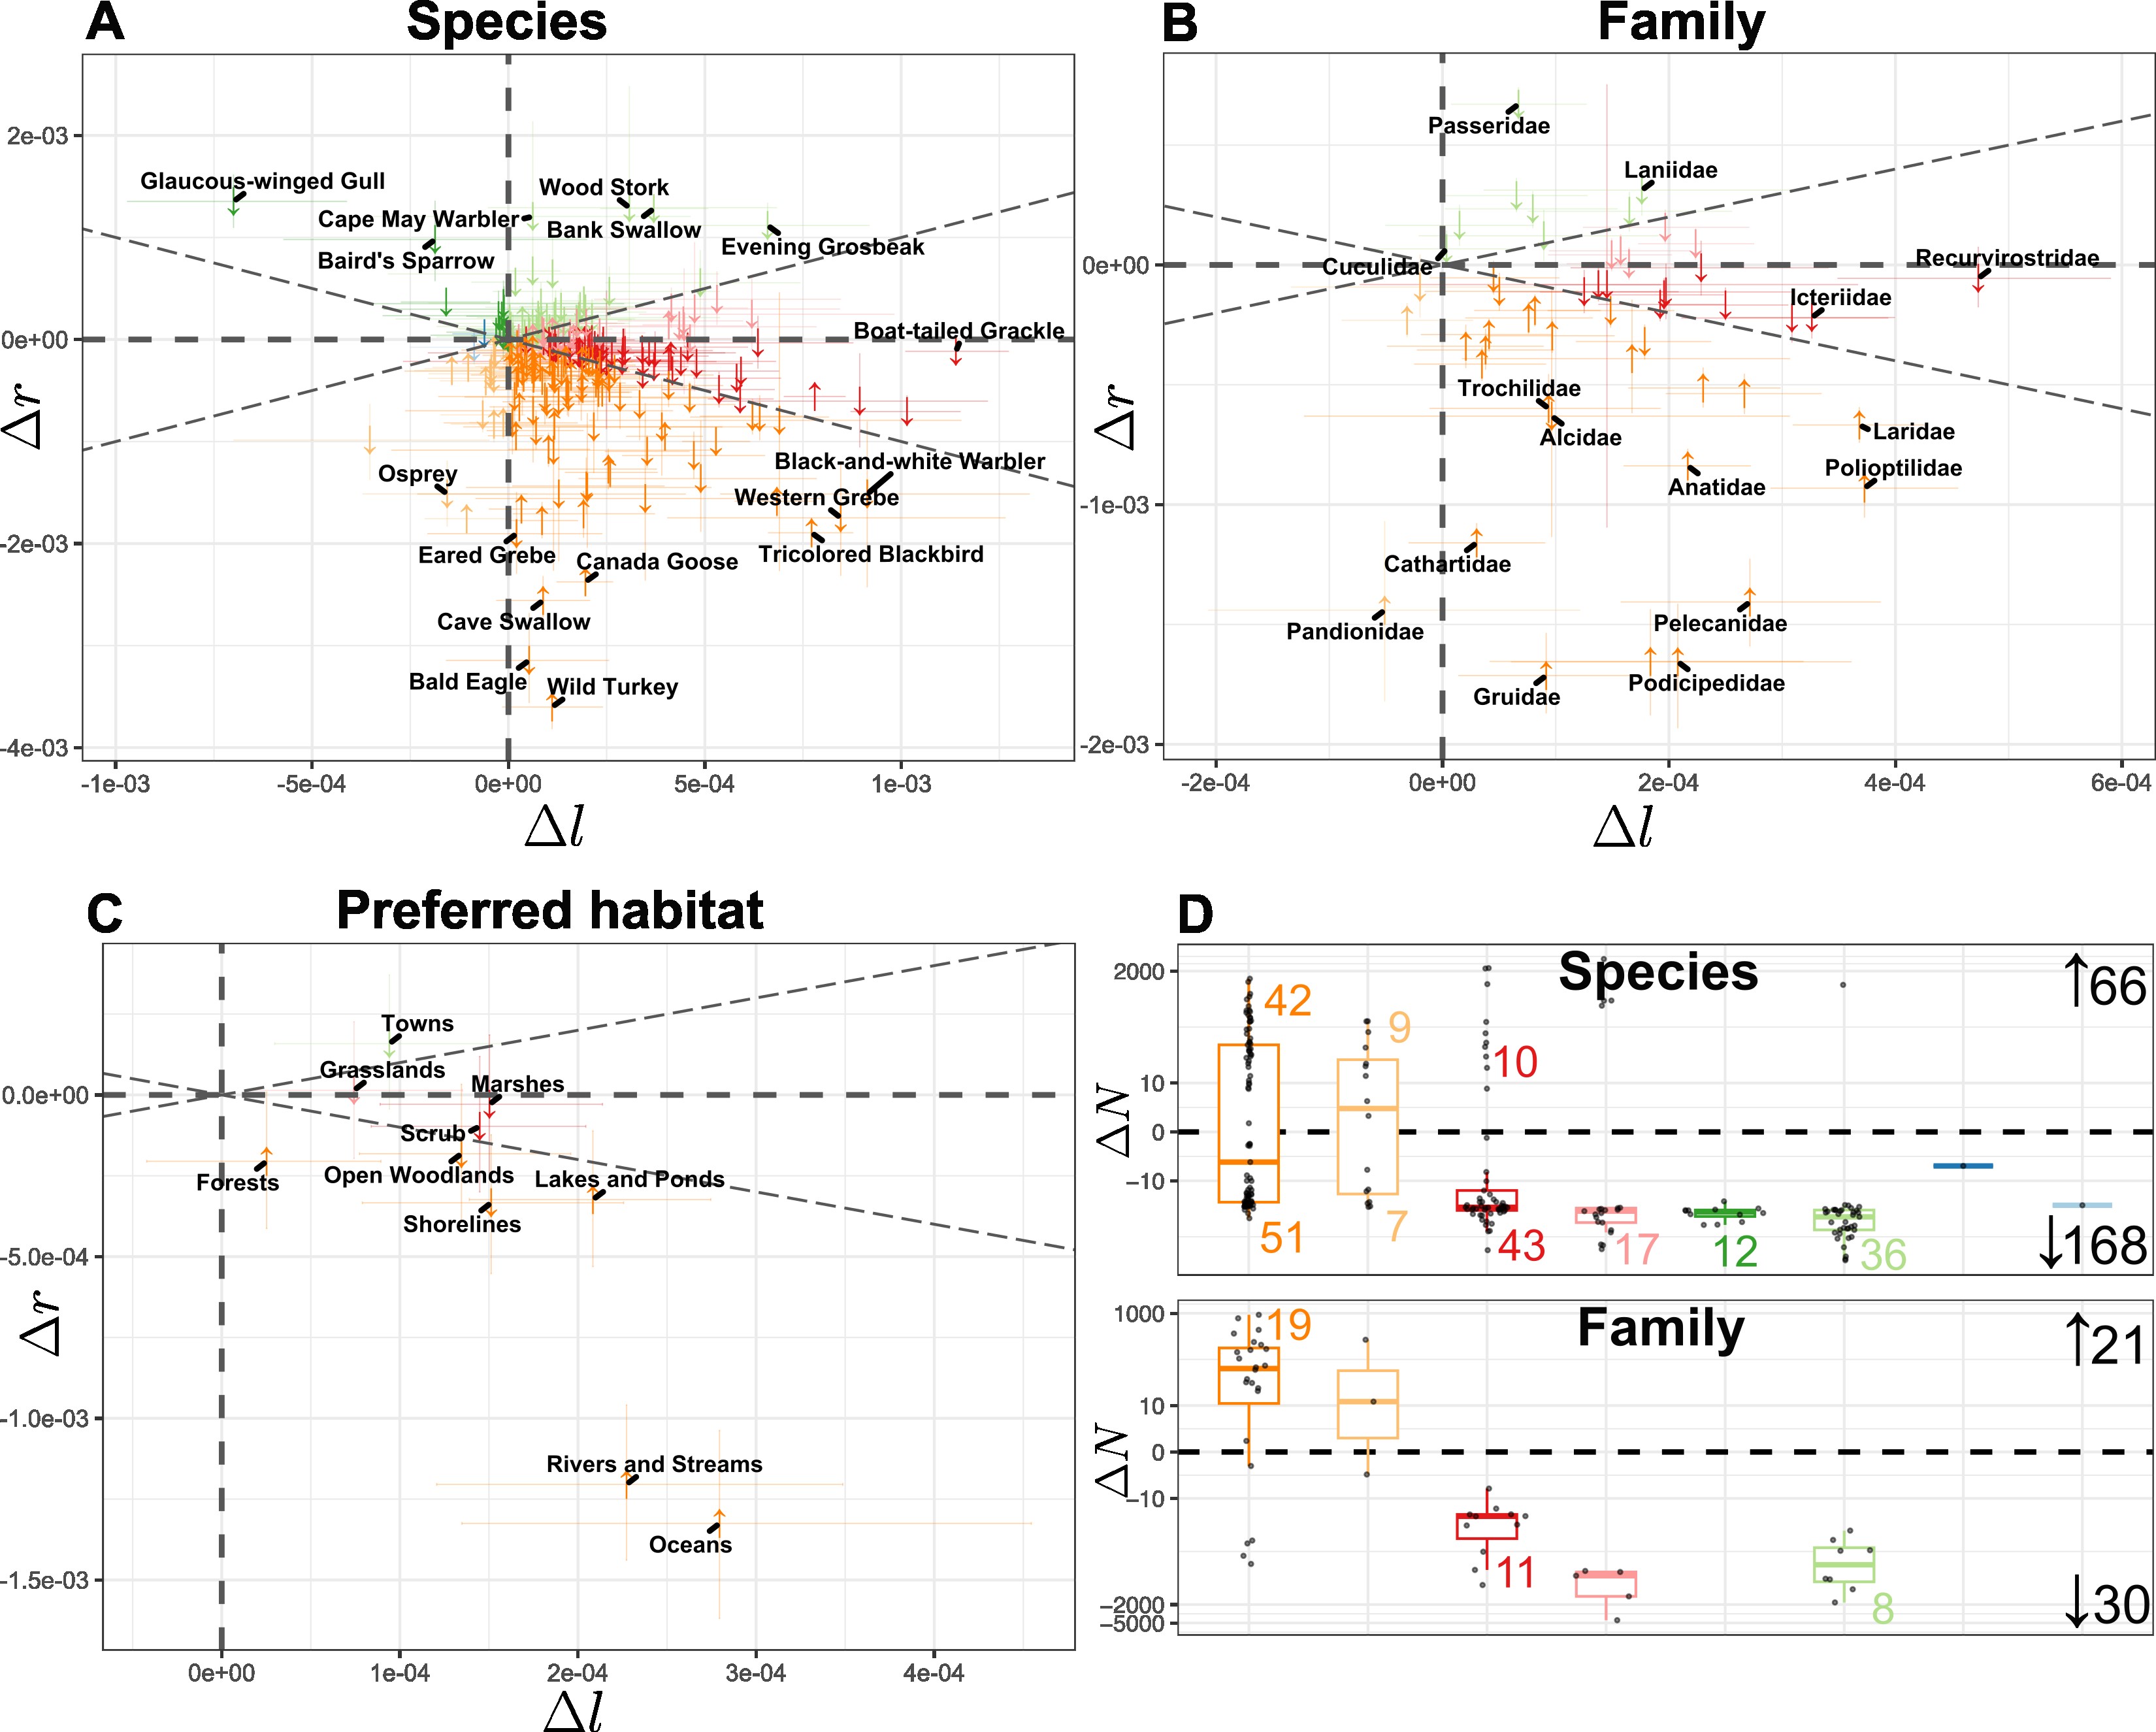 A Species
2e-03
0e+00
-2e-03
-4e-03
Δr
Glaucous-winged Gull
Wood Stork
Cape May Warbler
Bank Swallow
Evening Grosbeak
Baird's Sparrow
Boat-tailed Grackle
Osprey
Black-and-white Warbler
Western Grebe
Eared Grebe
Canada Goose
Tricolored Blackbird
Cave Swallow
Bald Eagle
Wild Turkey
-1e-03 -5e-04 0e+00 5e-04 1e-03
Δl
B Family
0e+00
-1e-03
-2e-03
Δr
Passeridae
Laniidae
Cuculidae
Recurvirostridae
Icteriidae
Trochilidae
Alcidae
Laridae
Polioptilidae
Anatidae
Cathartidae
Pandionidae
Pelecanidae
Gruidae
Podicipedidae
-2e-04 0e+00 2e-04 4e-04 6e-04
Δl
C Preferred habitat
0.0e+00
-5.0e-04
-1.0e-03
-1.5e-03
Δr
Towns
Grasslands
Marshes
Scrub
Forests
Open Woodlands
Lakes and Ponds
Shorelines
Rivers and Streams
Oceans
0e+00 1e-04 2e-04 3e-04 4e-04
Δl
D
Species
2000
10
0
−10
ΔN
42
9
10
51
7
43
17
12
36
↑66
↓168
Family
1000
10
0
−10
−2000
−5000
ΔN
19
11
8
↑21
↓30